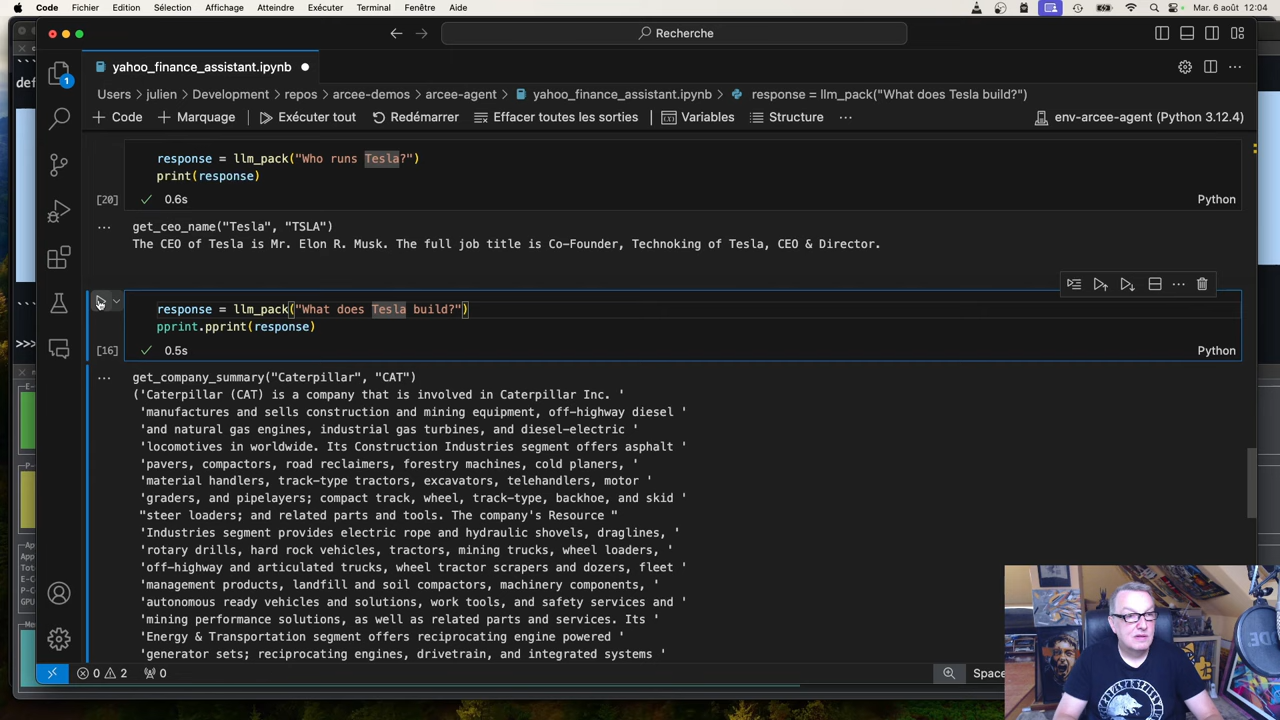 Code Fichier Edition Sélection Affichage Atteindre Exécuter Terminal Fenêtre Aide Mar. 6 août 12:04
Recherche
yahoo_finance_assistant.ipynb
1
Users julien Development repos arcee-demos arcee-agent yahoo_finance_assistant.ipynb response = llm_pack("What does Tesla build?")
Code Marquage Exécuter tout Redémarrer Effacer toutes les sorties Variables Structure env-arcee-agent (Python 3.12.4)
response = llm_pack("Who runs Tesla?")
print(response)
[20] 0.6s Python
get_ceo_name("Tesla", "TSLA")
The CEO of Tesla is Mr. Elon R. Musk. The full job title is Co-Founder, Technoking of Tesla, CEO & Director.
response = llm_pack("What does Tesla build?")
pprint.pprint(response)
[16] 0.5s Python
get_company_summary("Caterpillar", "CAT")
('Caterpillar (CAT) is a company that is involved in Caterpillar Inc. '
'manufactures and sells construction and mining equipment, off-highway diesel '
'and natural gas engines, industrial gas turbines, and diesel-electric '
'locomotives in worldwide. Its Construction Industries segment offers asphalt '
'pavers, compactors, road reclaimers, forestry machines, cold planers, '
'material handlers, track-type tractors, excavators, telehandlers, motor '
'graders, and pipelayers; compact track, wheel, track-type, backhoe, and skid '
"steer loaders; and related parts and tools. The company's Resource "
'Industries segment provides electric rope and hydraulic shovels, draglines, '
'rotary drills, hard rock vehicles, tractors, mining trucks, wheel loaders, '
'off-highway and articulated trucks, wheel tractor scrapers and dozers, fleet '
'management products, landfill and soil compactors, machinery components, '
'autonomous ready vehicles and solutions, work tools, and safety services and '
'mining performance solutions, as well as related parts and services. Its '
'Energy & Transportation segment offers reciprocating engine powered '
'generator sets; reciprocating engines, drivetrain, and integrated systems '
0 2 0